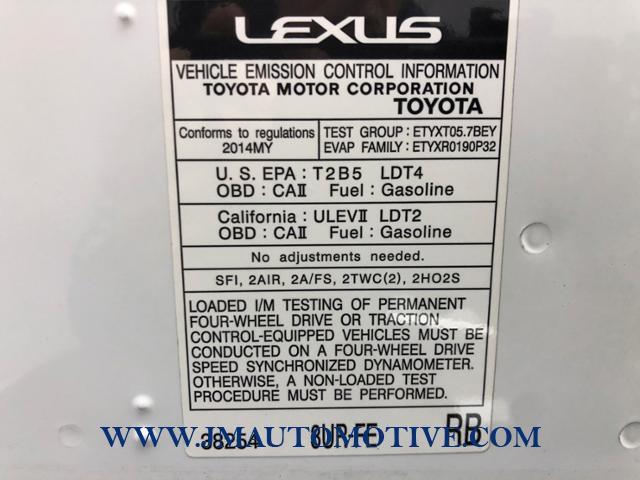 LEXUS
VEHICLE EMISSION CONTROL INFORMATION
TOYOTA MOTOR CORPORATION
TOYOTA
Conforms to regulations
2014MY
TEST GROUP : ETYXT05.7BEY
EVAP FAMILY : ETYXR0190P32
U. S. EPA : T2B5 LDT4
OBD : CAⅡ Fuel : Gasoline
California : ULEVⅡ LDT2
OBD : CAⅡ Fuel : Gasoline
No adjustments needed.
SFI, 2AIR, 2A/FS, 2TWC(2), 2HO2S
LOADED I/M TESTING OF PERMANENT
FOUR-WHEEL DRIVE OR TRACTION
CONTROL-EQUIPPED VEHICLES MUST BE
CONDUCTED ON A FOUR-WHEEL DRIVE
SPEED SYNCHRONIZED DYNAMOMETER.
OTHERWISE, A NON-LOADED TEST
PROCEDURE MUST BE PERFORMED.
WWW.JMAUTOMOTIVE.COM
38254 3UR-FE RB